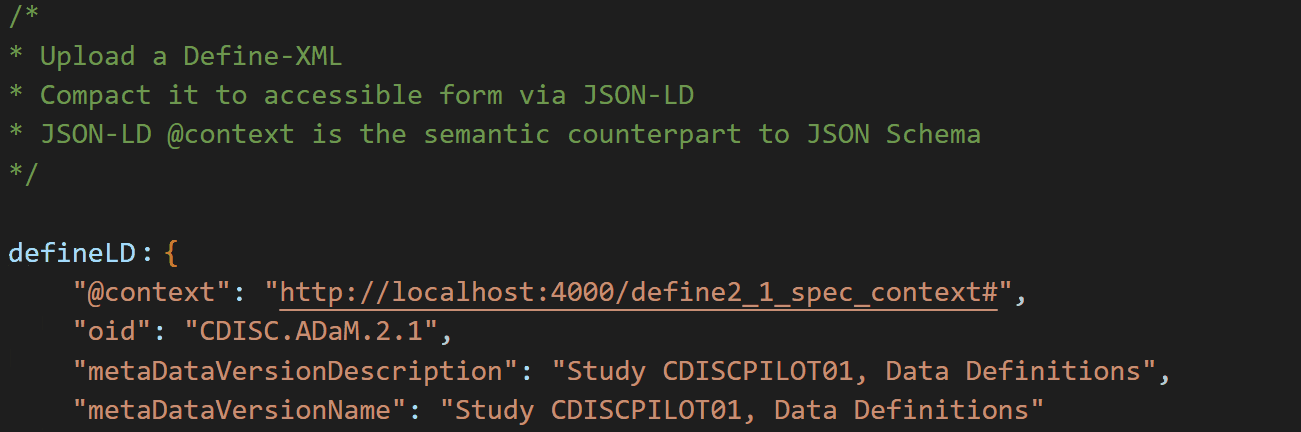 /*
* Upload a Define-XML
* Compact it to accessible form via JSON-LD
* JSON-LD @context is the semantic counterpart to JSON Schema
*/
defineLD: {
"@context": "http://localhost:4000/define2_1_spec_context#",
"oid": "CDISC.ADaM.2.1",
"metaDataVersionDescription": "Study CDISCPILOT01, Data Definitions",
"metaDataVersionName": "Study CDISCPILOT01, Data Definitions"